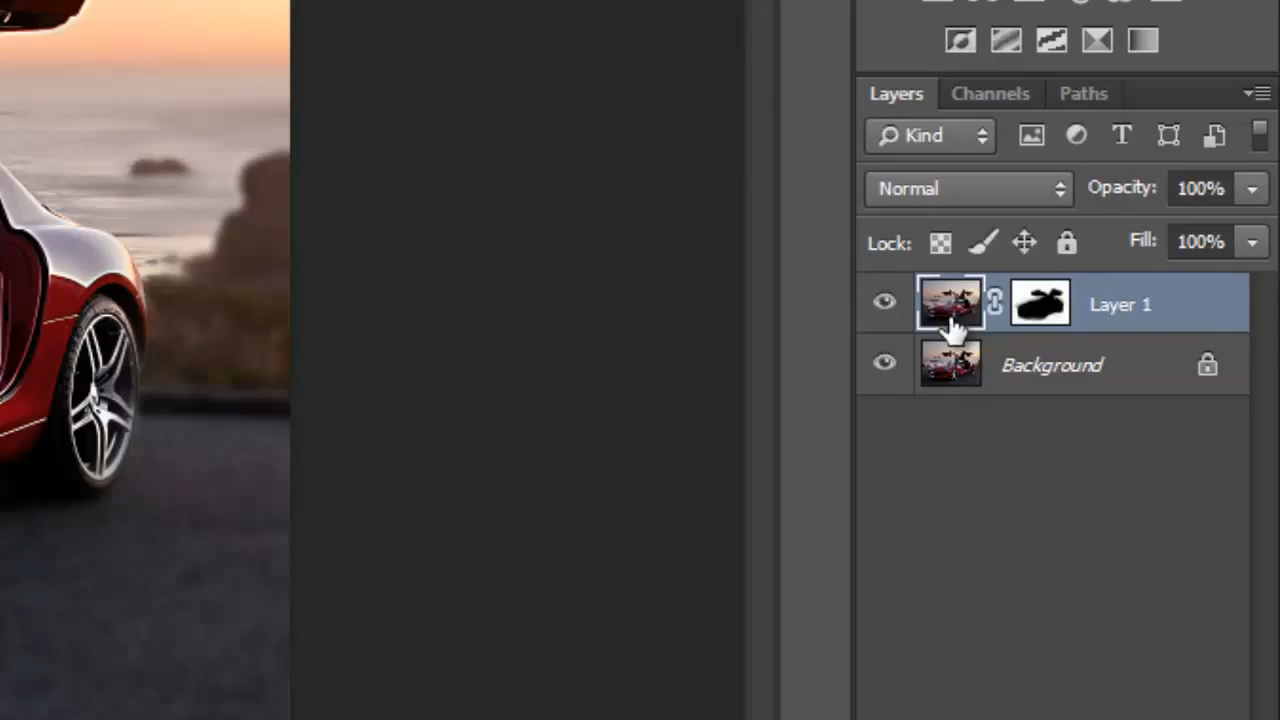 Layers Channels Paths
Kind T
Normal Opacity: 100%
Lock: Fill: 100%
Layer 1
Background